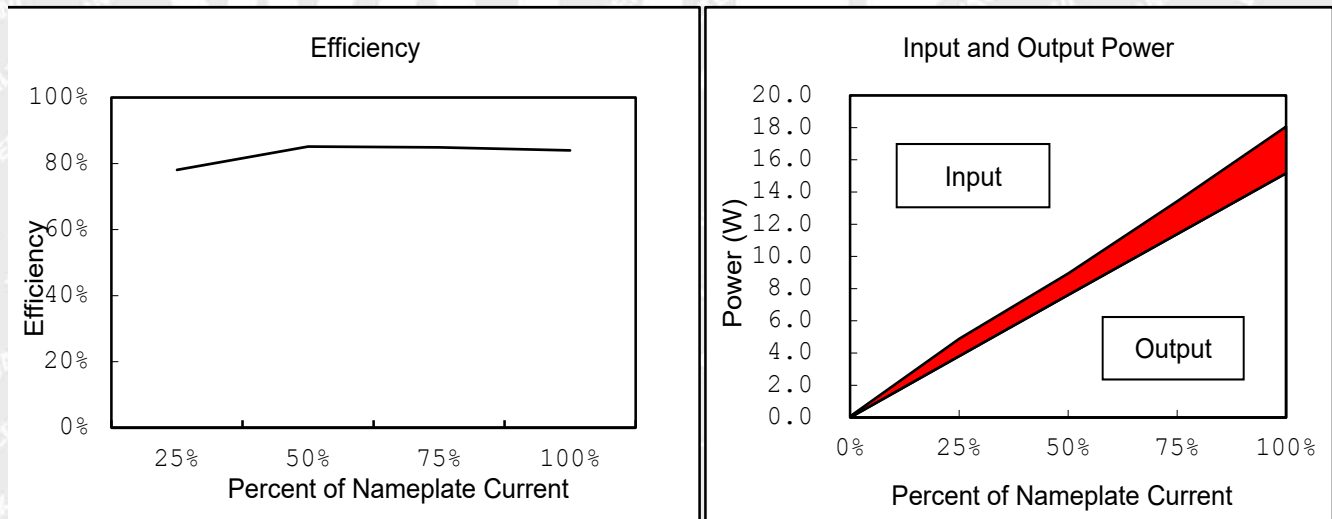 Efficiency
100%
80%
60%
40%
20%
0%
Efficiency
25% 50% 75% 100%
Percent of Nameplate Current
Input and Output Power
20.0
18.0
16.0
14.0
12.0
10.0
8.0
6.0
4.0
2.0
0.0
Power (W)
Input
Output
0% 25% 50% 75% 100%
Percent of Nameplate Current